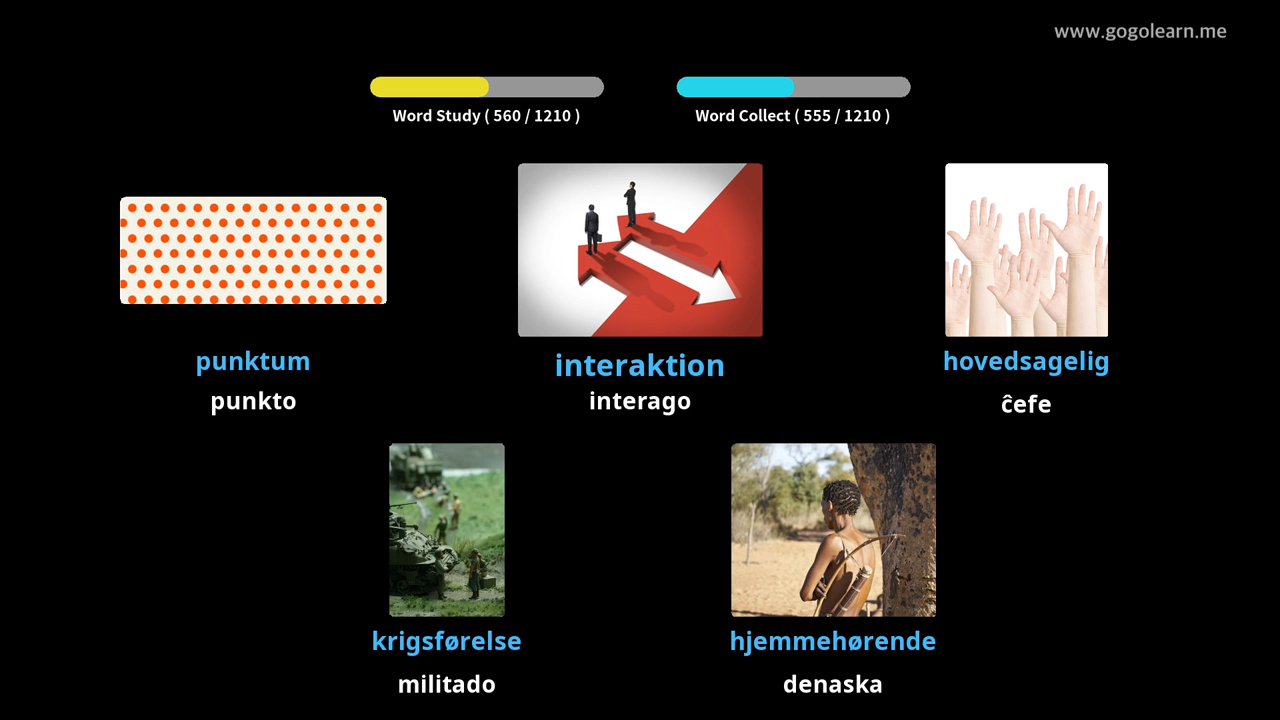 www.gogolearn.me
Word Study ( 560 / 1210 )
Word Collect ( 555 / 1210 )
punktum
interaktion
hovedsagelig
punkto
interago
ĉefe
krigsførelse
hjemmehørende
militado
denaska